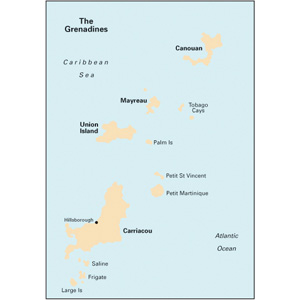 The
Grenadines
Canouan
Caribbean
Sea
Mayreau
Tobago
Cays
Union
Island
Palm Is
Petit St Vincent
Petit Martinique
Hillsborough
Carriacou
Atlantic
Ocean
Saline
Frigate
Large Is